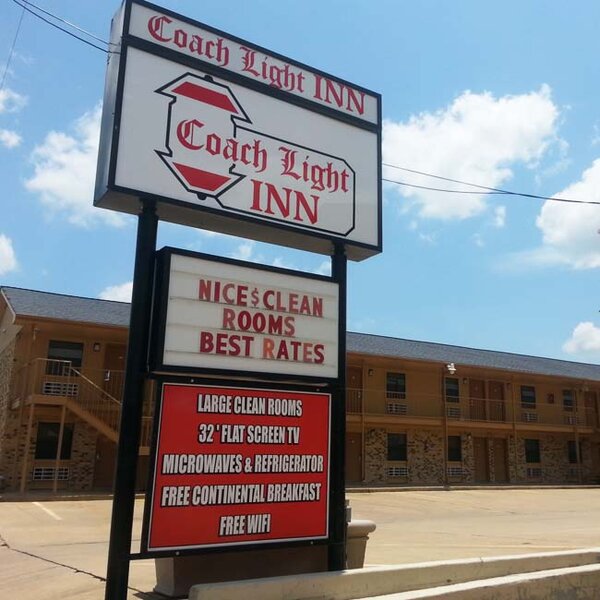 Coach Light INN
Coach Light
INN
NICE$CLEAN
ROOMS
BEST RATES
LARGE CLEAN ROOMS
32' FLAT SCREEN TV
MICROWAVES & REFRIGERATOR
FREE CONTINENTAL BREAKFAST
FREE WIFI